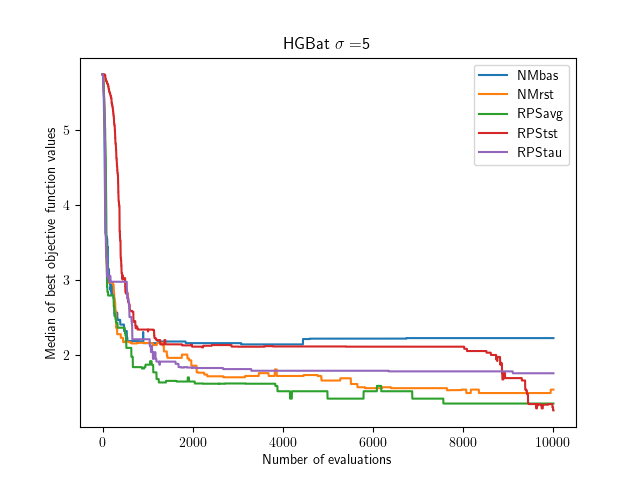 HGBat σ =5
NMbas
NMrst
RPSavg
RPStst
RPStau
Median of best objective function values
5
4
3
2
0 2000 4000 6000 8000 10000
Number of evaluations